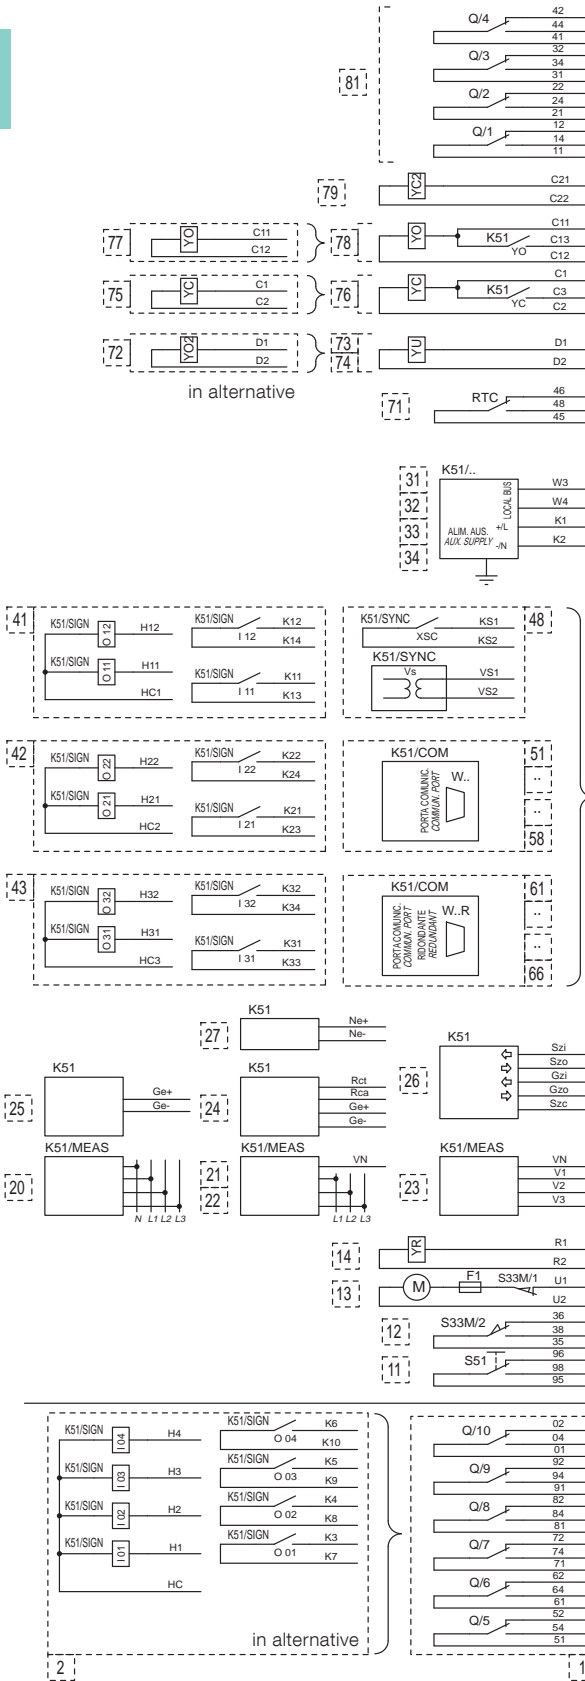 Q/4 42
44
41
Q/3 32
34
31
81
Q/2 22
24
21
Q/1 12
14
11
79 YC2 C21
C22
77 YO C11
C12
78 YO C11
K51 C13
YO C12
75 YC C1
C2
76 YC C1
K51 C3
YC C2
72 YO2 D1
D2
73
74 YU D1
D2
in alternative
71 RTC 46
48
45
31
32
33
34
K51/..
LOCAL BUS
W3
W4
ALIM. AUS. +/L K1
AUX. SUPPLY -/N K2
41
K51/SIGN O 12 H12
K51/SIGN O 11 H11
HC1
K51/SIGN K12
I 12 K14
K51/SIGN K11
I 11 K13
48
K51/SYNC KS1
XSC KS2
K51/SYNC
Vs VS1
VS2
42
K51/SIGN O 22 H22
K51/SIGN O 21 H21
HC2
K51/SIGN K22
I 22 K24
K51/SIGN K21
I 21 K23
K51/COM
PORTA COMUNIC.
COMMUN. PORT
W..
51
..
..
58
43
K51/SIGN O 32 H32
K51/SIGN O 31 H31
HC3
K51/SIGN K32
I 32 K34
K51/SIGN K31
I 31 K33
K51/COM
PORTA COMUNIC.
COMMUN. PORT
RIDONDANTE
REDUNDANT
W..R
61
..
..
66
27 K51 Ne+
Ne-
25 K51 Ge+
Ge-
24 K51 Rct
Rca
Ge+
Ge-
26 K51 Szi
Szo
Gzi
Gzo
Szc
20 K51/MEAS
N L1 L2 L3
21
22
K51/MEAS VN
L1 L2 L3
23 K51/MEAS VN
V1
V2
V3
14 YR R1
R2
13 M F1 S33M/1 U1
U2
12 S33M/2 36
38
35
11 S51 96
98
95
K51/SIGN I 04 H4
K51/SIGN I 03 H3
K51/SIGN I 02 H2
K51/SIGN I 01 H1
HC
K51/SIGN K6
O 04 K10
K51/SIGN K5
O 03 K9
K51/SIGN K4
O 02 K8
K51/SIGN K3
O 01 K7
in alternative
2
Q/10 02
04
01
Q/9 92
94
91
Q/8 82
84
81
Q/7 72
74
71
Q/6 62
64
61
Q/5 52
54
51
1